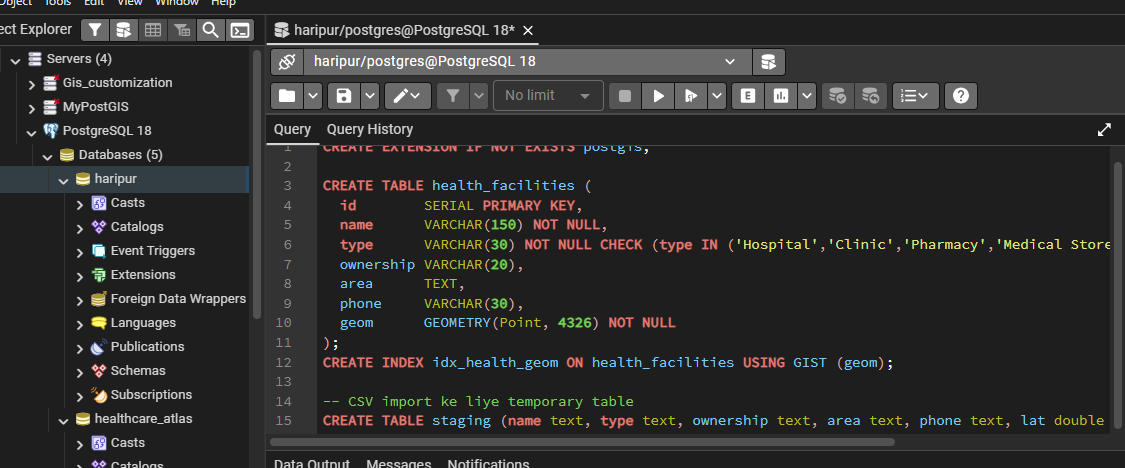 Object Tools Edit View Window Help
ect Explorer
haripur/postgres@PostgreSQL 18*
Servers (4)
Gis_customization
MyPostGIS
PostgreSQL 18
Databases (5)
haripur
Casts
Catalogs
Event Triggers
Extensions
Foreign Data Wrappers
Languages
Publications
Schemas
Subscriptions
healthcare_atlas
Casts
Catalogs
haripur/postgres@PostgreSQL 18
No limit
E
Query Query History
1 CREATE EXTENSION IF NOT EXISTS postgis;
2
3 CREATE TABLE health_facilities (
4 id SERIAL PRIMARY KEY,
5 name VARCHAR(150) NOT NULL,
6 type VARCHAR(30) NOT NULL CHECK (type IN ('Hospital','Clinic','Pharmacy','Medical Store
7 ownership VARCHAR(20),
8 area TEXT,
9 phone VARCHAR(30),
10 geom GEOMETRY(Point, 4326) NOT NULL
11 );
12 CREATE INDEX idx_health_geom ON health_facilities USING GIST (geom);
13
14 -- CSV import ke liye temporary table
15 CREATE TABLE staging (name text, type text, ownership text, area text, phone text, lat double
Data Output Messages Notifications